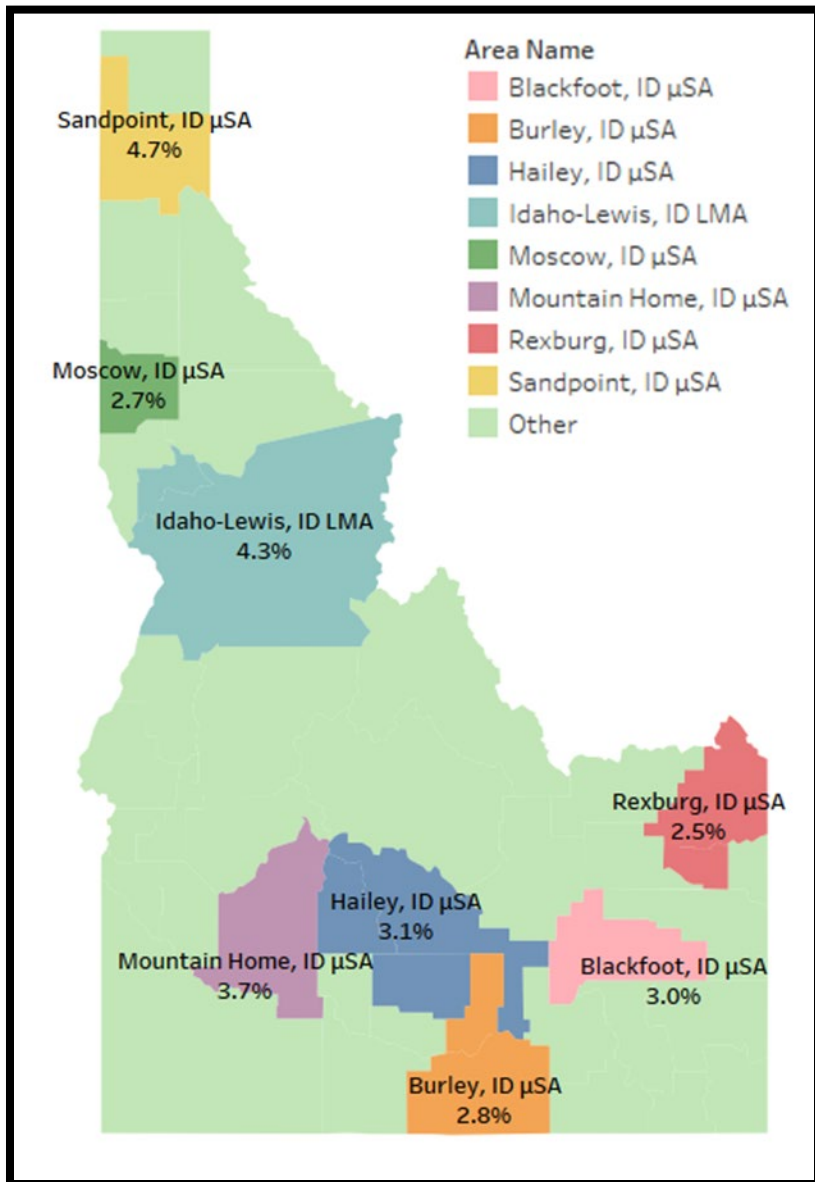 Area Name
Blackfoot, ID µSA
Burley, ID µSA
Hailey, ID µSA
Idaho-Lewis, ID LMA
Moscow, ID µSA
Mountain Home, ID µSA
Rexburg, ID µSA
Sandpoint, ID µSA
Other
Sandpoint, ID µSA
4.7%
Moscow, ID µSA
2.7%
Idaho-Lewis, ID LMA
4.3%
Rexburg, ID µSA
2.5%
Hailey, ID µSA
3.1%
Mountain Home, ID µSA
3.7%
Blackfoot, ID µSA
3.0%
Burley, ID µSA
2.8%